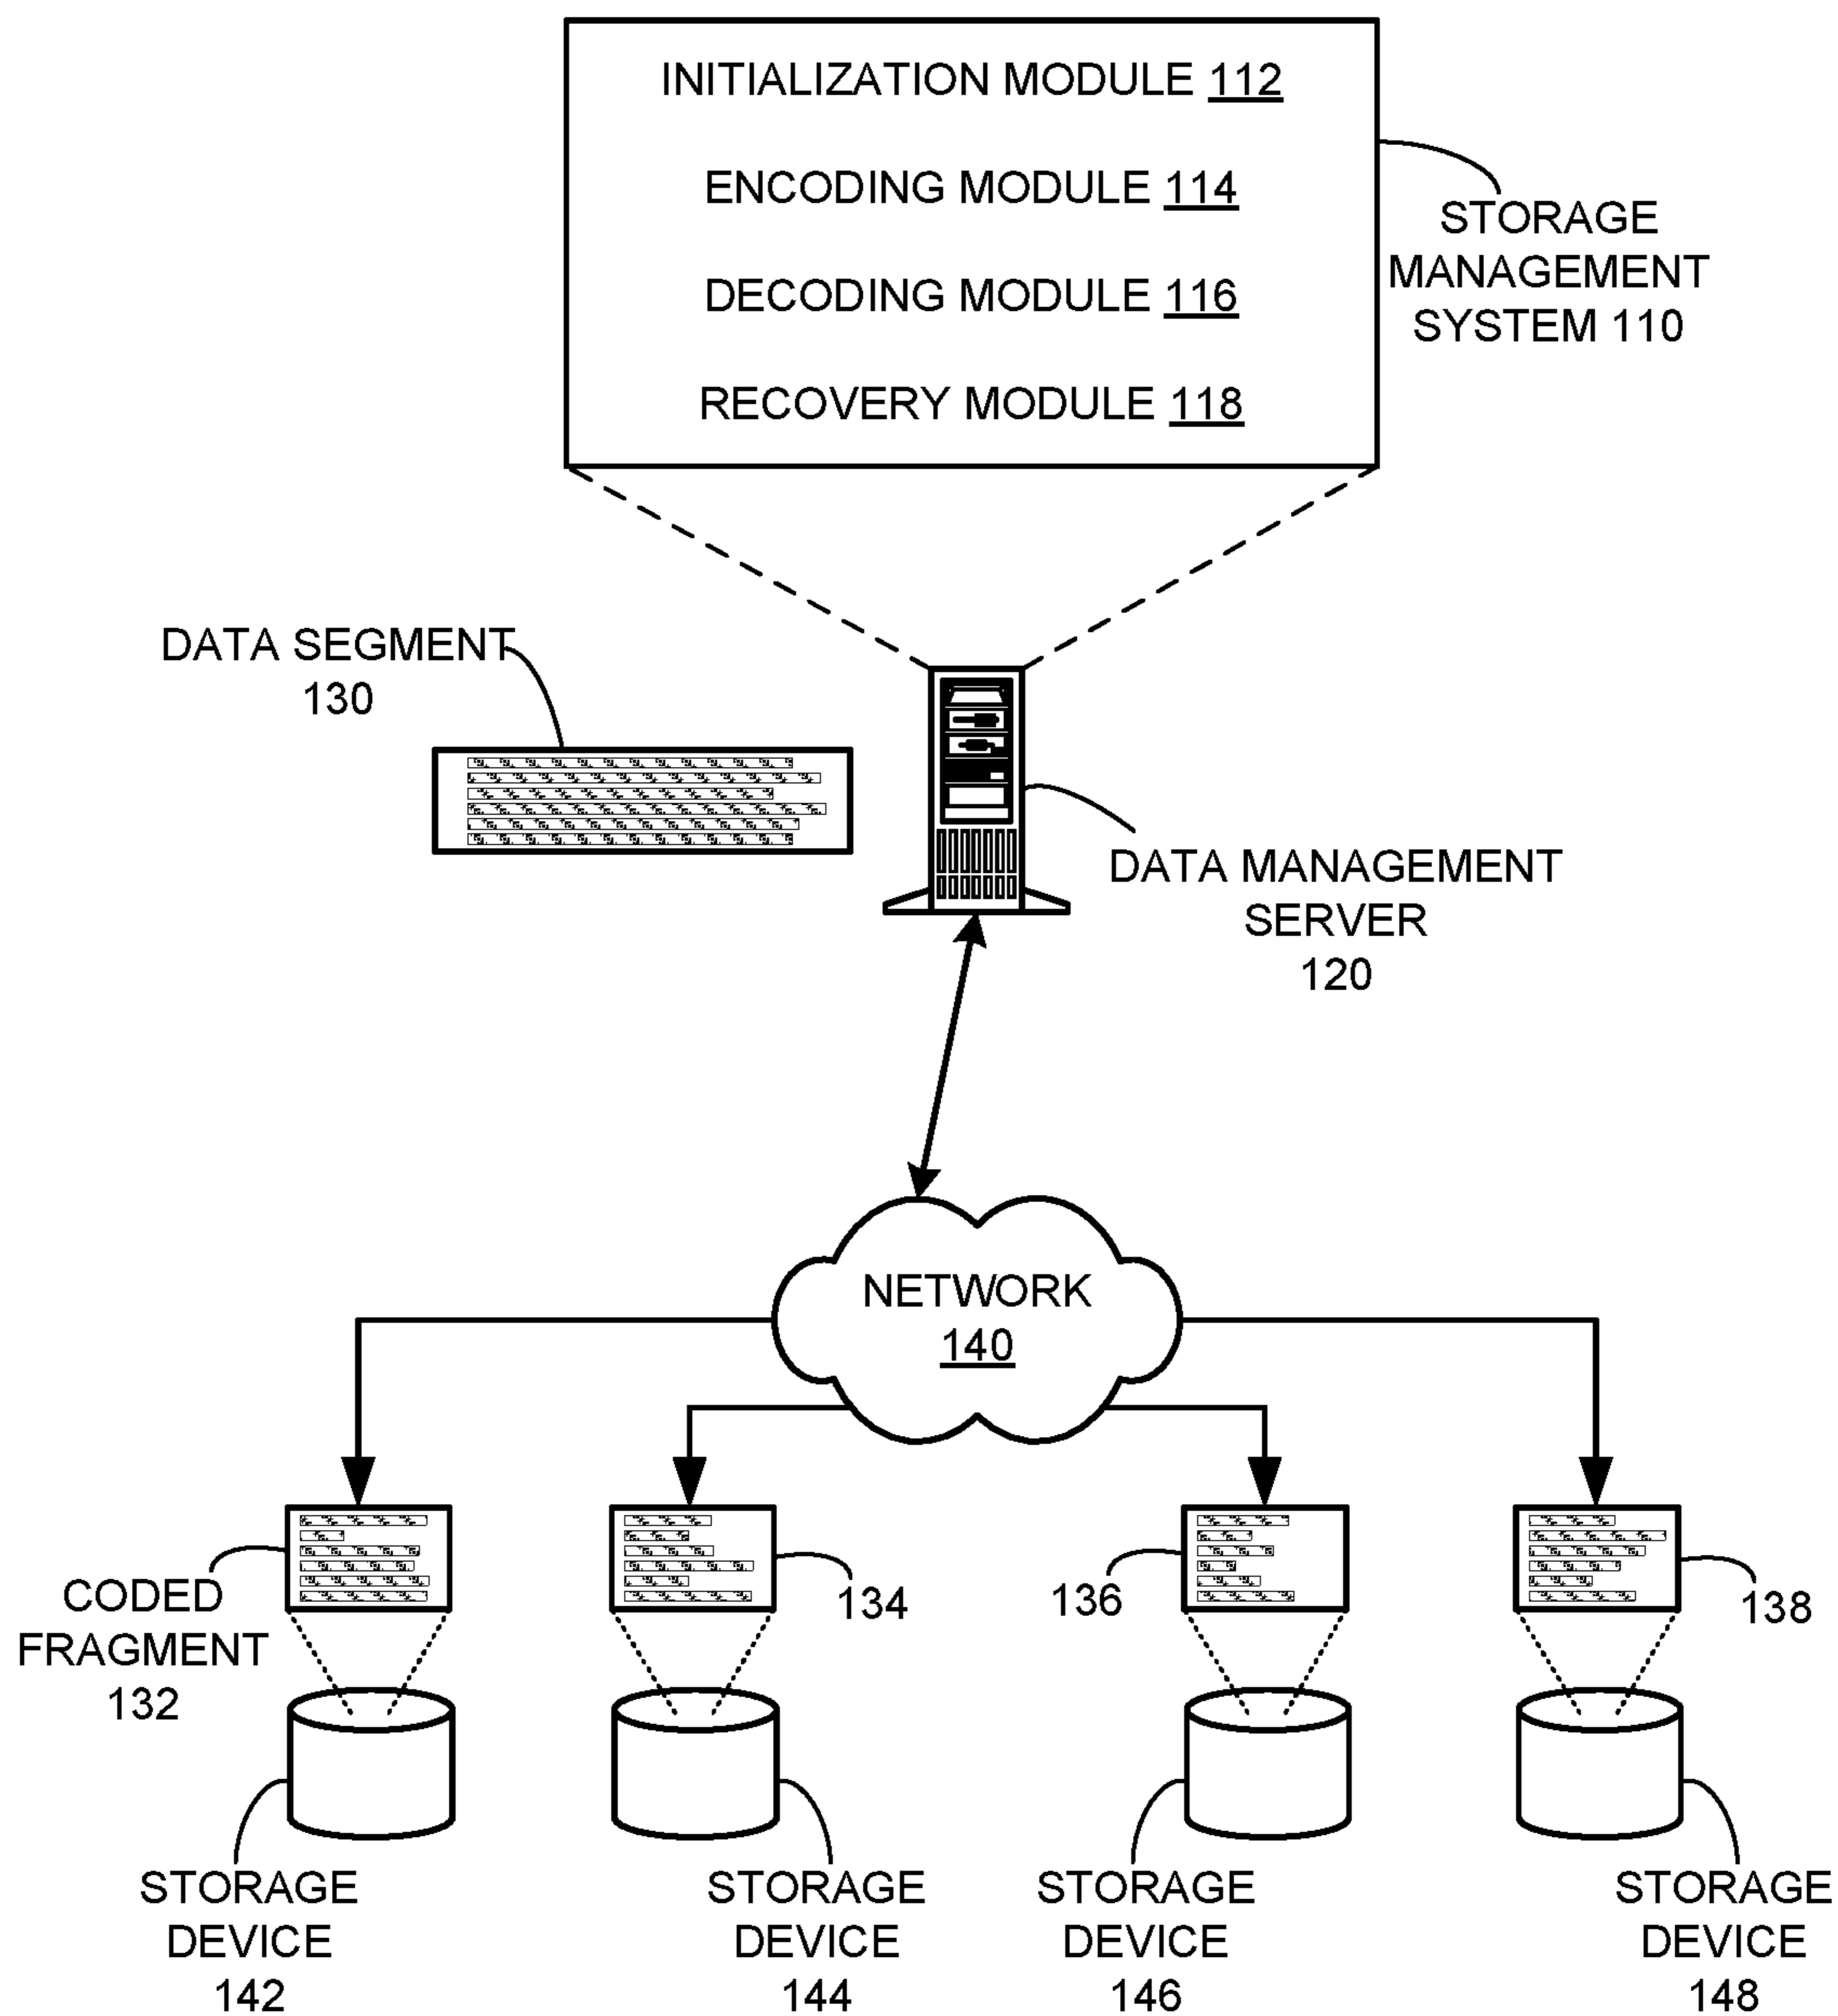 INITIALIZATION MODULE 112
ENCODING MODULE 114
DECODING MODULE 116
RECOVERY MODULE 118
STORAGE
MANAGEMENT
SYSTEM 110
DATA SEGMENT
130
DATA MANAGEMENT
SERVER
120
NETWORK
140
CODED
FRAGMENT
132
134
136
138
STORAGE
DEVICE
142
STORAGE
DEVICE
144
STORAGE
DEVICE
146
STORAGE
DEVICE
148